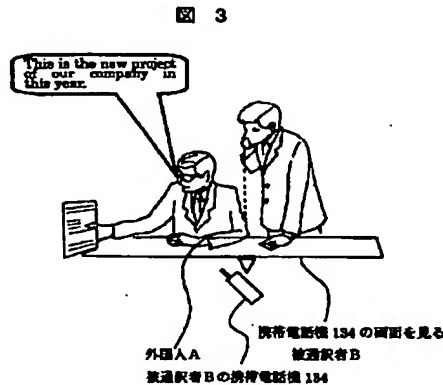 図 3
This is the new project
of our company in
this year.
携帯電話機 134 の画面を見る
外国人A
被通訳者B
被通訳者Bの携帯電話機 134